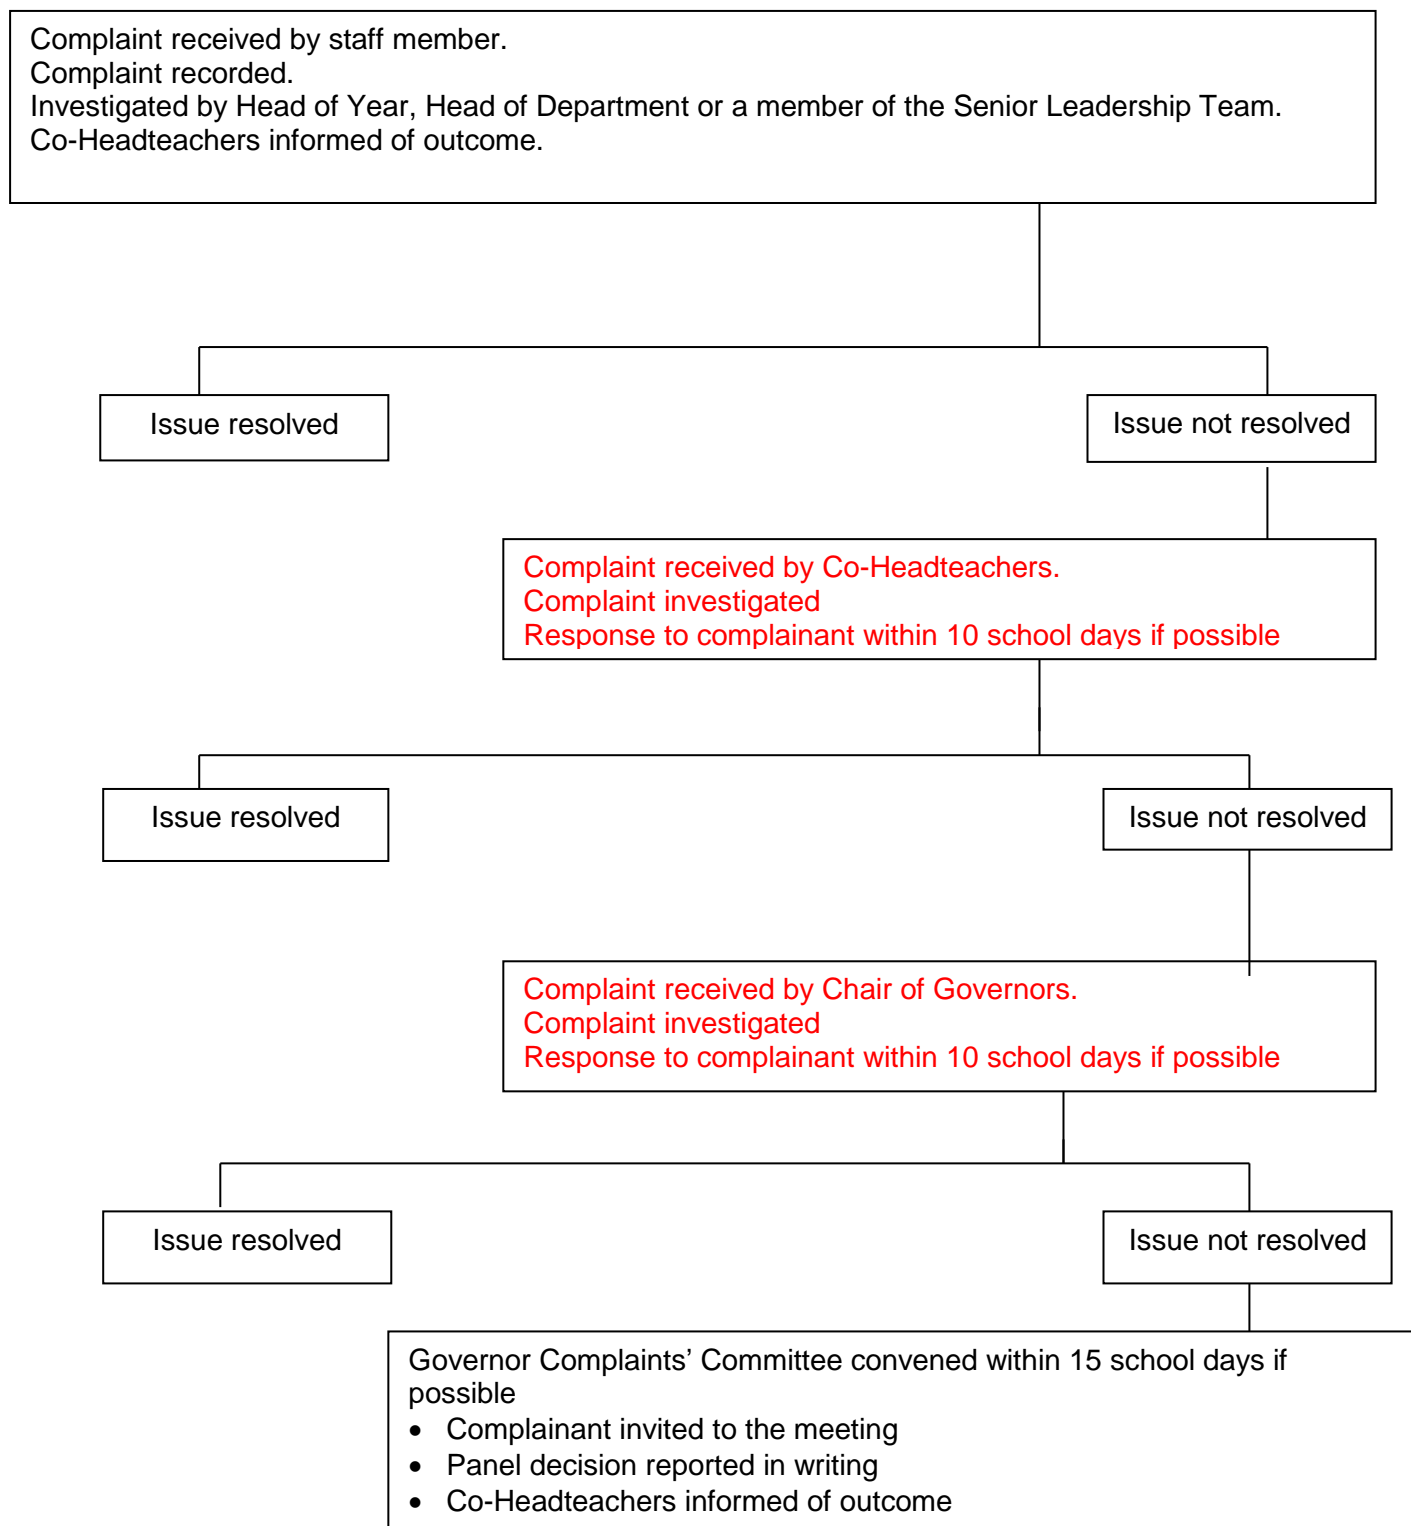 Complaint received by staff member.
Complaint recorded.
Investigated by Head of Year, Head of Department or a member of the Senior Leadership Team.
Co-Headteachers informed of outcome.
Issue resolved
Issue not resolved
Complaint received by Co-Headteachers.
Complaint investigated
Response to complainant within 10 school days if possible
Issue resolved
Issue not resolved
Complaint received by Chair of Governors.
Complaint investigated
Response to complainant within 10 school days if possible
Issue resolved
Issue not resolved
Governor Complaints’ Committee convened within 15 school days if
possible
• Complainant invited to the meeting
• Panel decision reported in writing
• Co-Headteachers informed of outcome